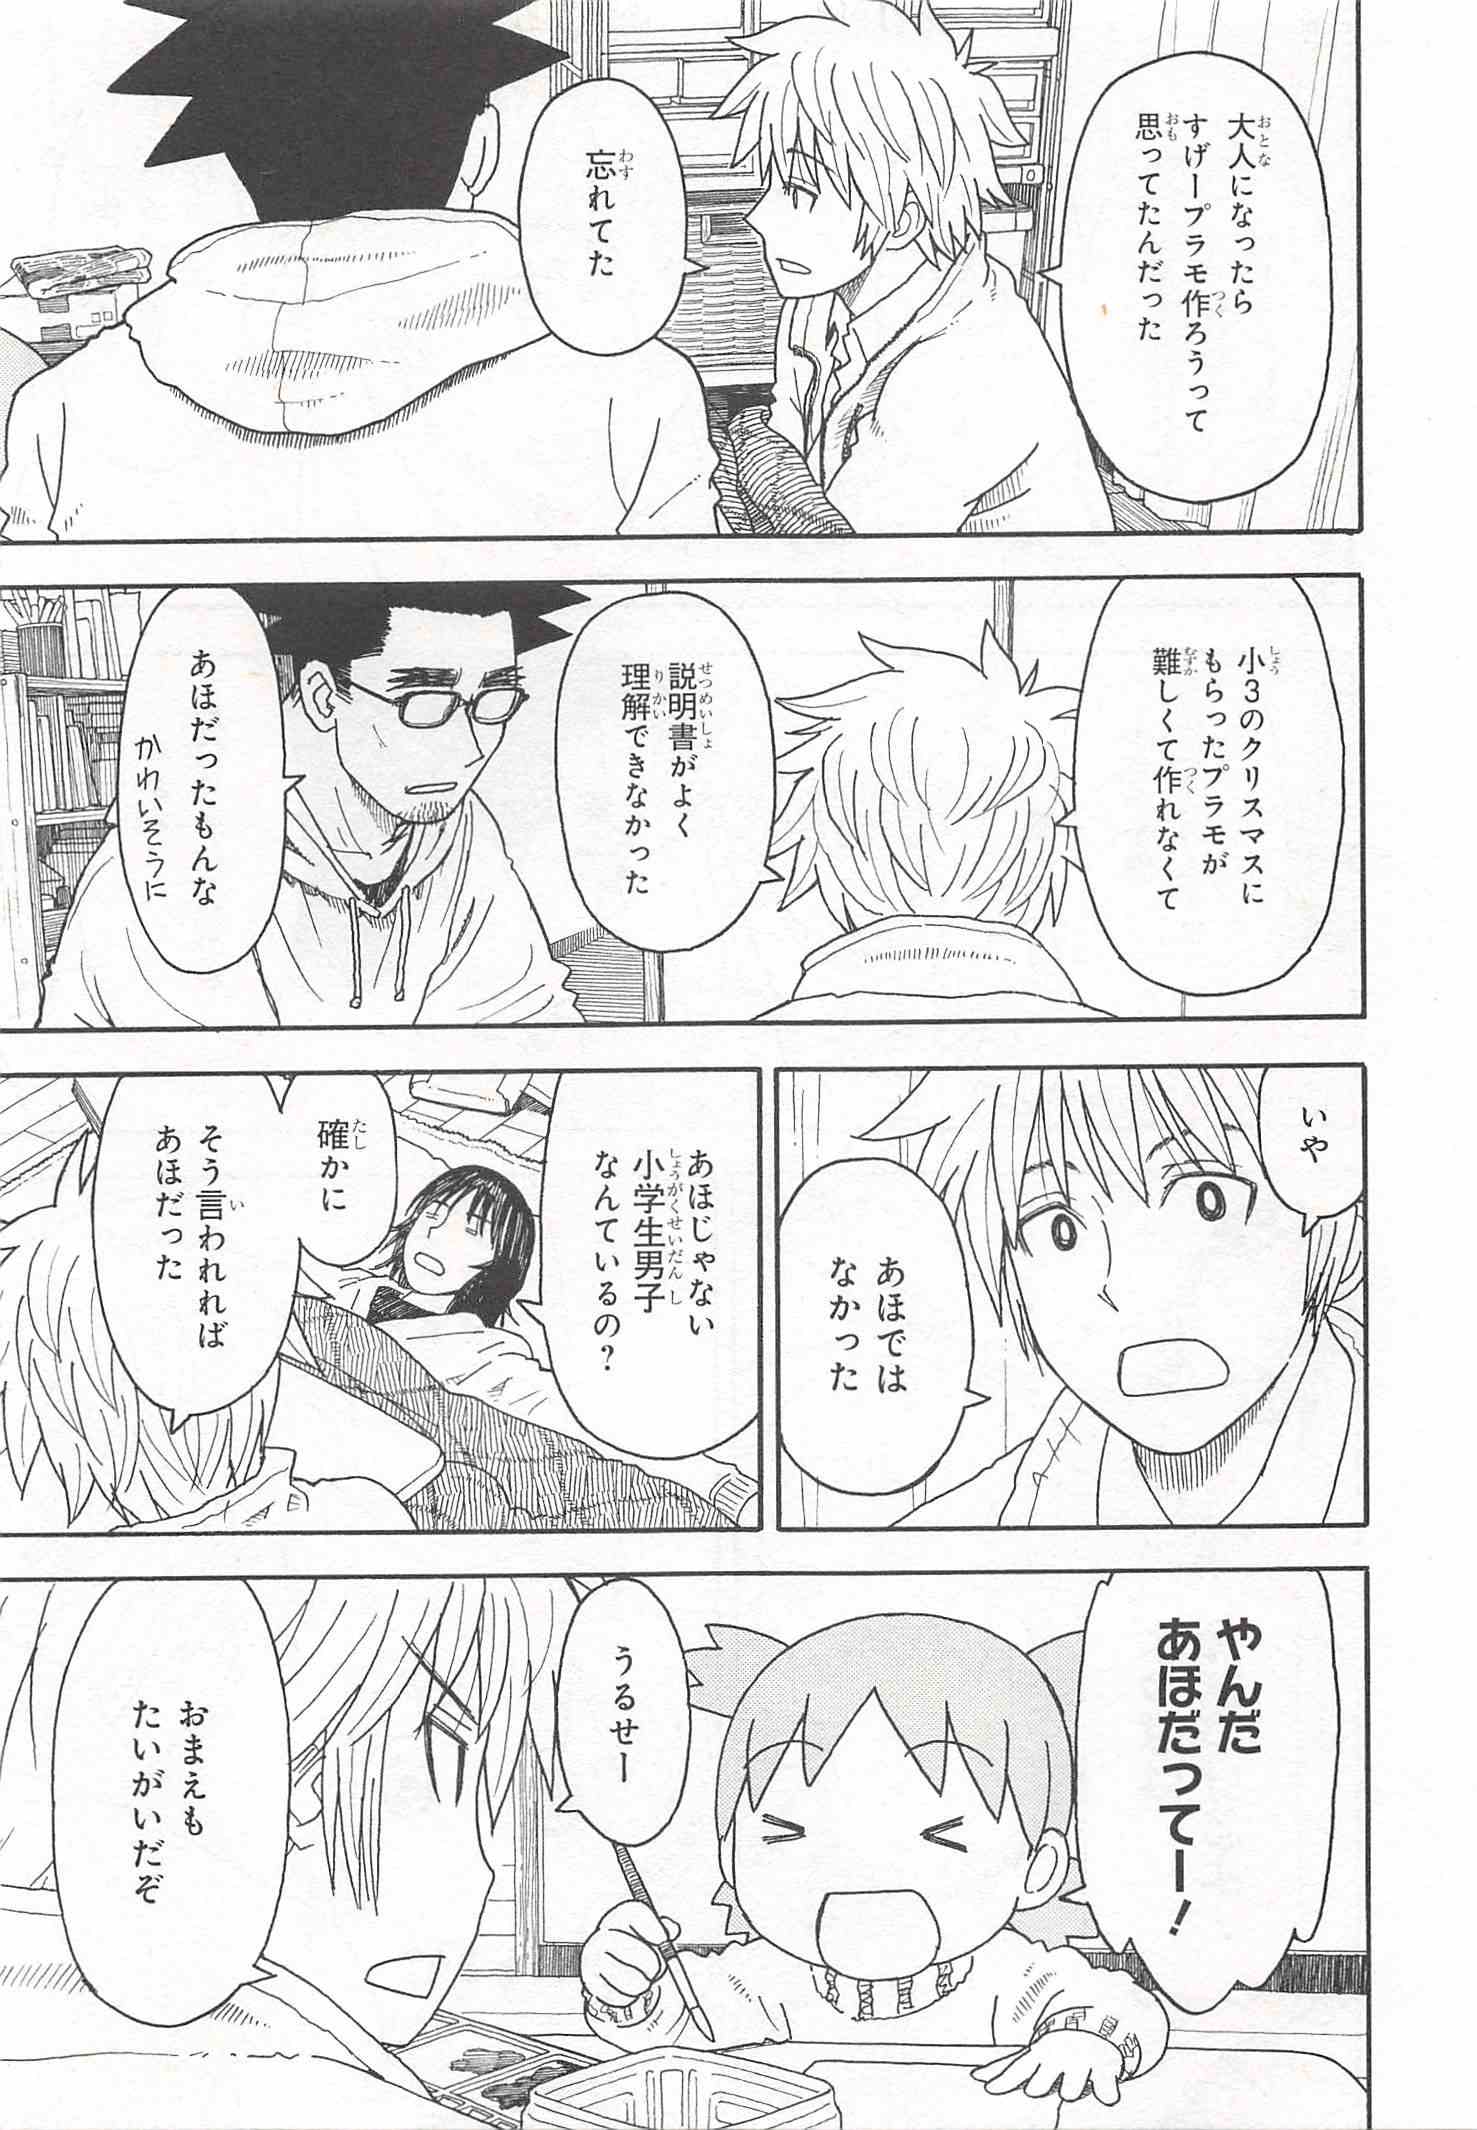 大人になったら
すげープラモ作ろうって
思ってたんだった
忘れてた
小3のクリスマスに
もらったプラモが
難しくて作れなくて
説明書がよく
理解できなかった
あほだったもんな
かわいそうに
いや
あほでは
なかった
あほじゃない
小学生男子
なんているの?
確かに
そう言われれば
あほだった
やんだ
あほだってー!
うるせー
おまえも
たいがいだぞ